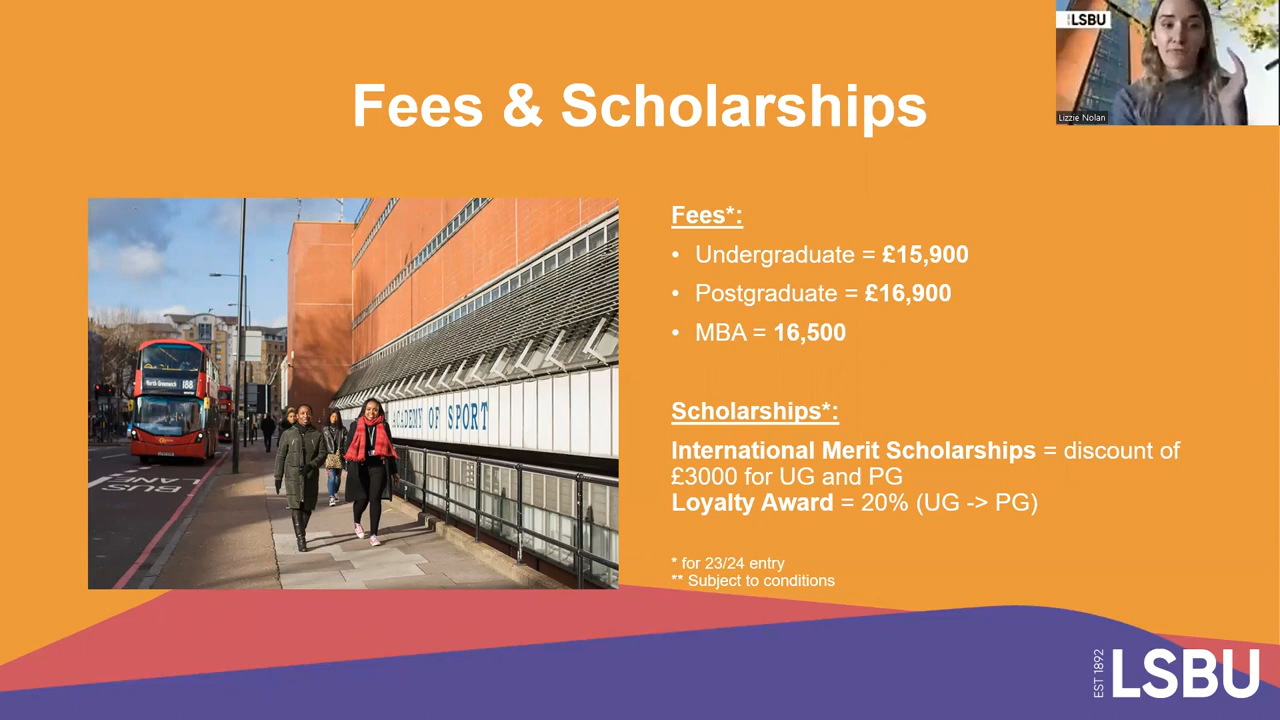 LSBU
Lizzie Nolan
Fees & Scholarships
North Greenwich 188
BUS
LANE
ACADEMY OF SPORT
Fees*:
• Undergraduate = £15,900
• Postgraduate = £16,900
• MBA = 16,500
Scholarships*:
International Merit Scholarships = discount of
£3000 for UG and PG
Loyalty Award = 20% (UG -> PG)
* for 23/24 entry
** Subject to conditions
EST 1892
LSBU